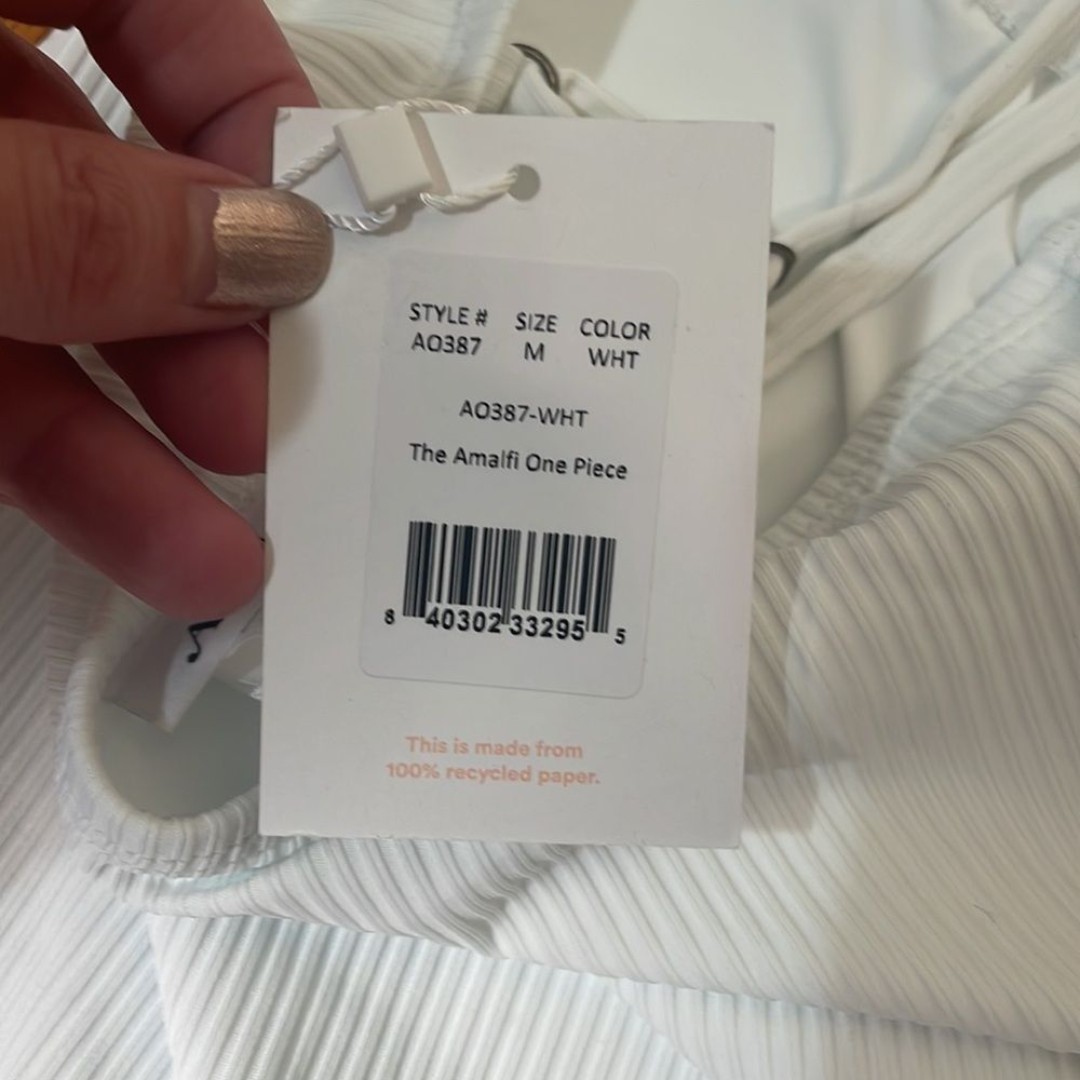 STYLE # SIZE COLOR
AO387 M WHT
AO387-WHT
The Amalfi One Piece
8 40302 33295 5
This is made from
100% recycled paper.